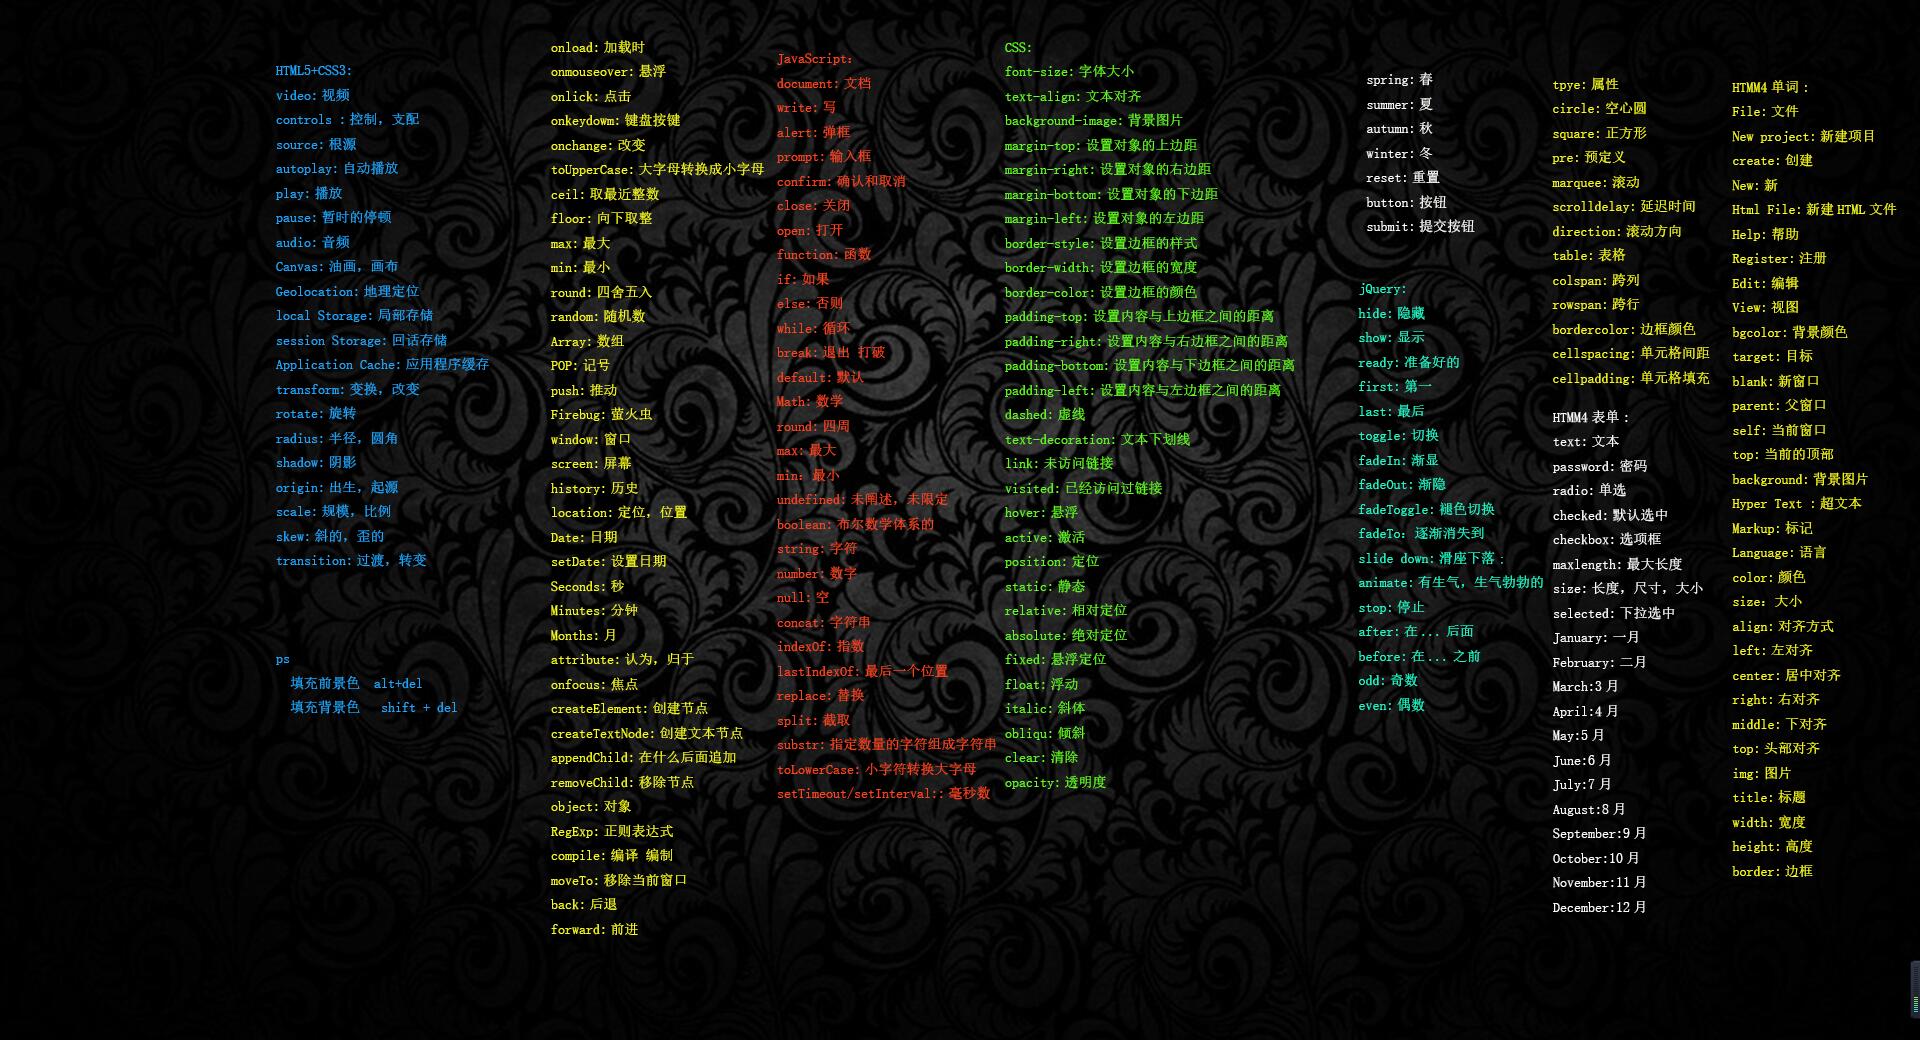 HTML5+CSS3:
video: 视频
controls : 控制，支配
source: 根源
autoplay: 自动播放
play: 播放
pause: 暂时的停顿
audio: 音频
Canvas: 油画，画布
Geolocation: 地理定位
local Storage: 局部存储
session Storage: 回话存储
Application Cache: 应用程序缓存
transform: 变换，改变
rotate: 旋转
radius: 半径，圆角
shadow: 阴影
origin: 出生，起源
scale: 规模，比例
skew: 斜的，歪的
transition: 过渡，转变
ps
填充前景色 alt+del
填充背景色 shift + del
onload: 加载时
onmouseover: 悬浮
onlick: 点击
onkeydowm: 键盘按键
onchange: 改变
toUpperCase: 大字母转换成小字母
ceil: 取最近整数
floor: 向下取整
max: 最大
min: 最小
round: 四舍五入
random: 随机数
Array: 数组
POP: 记号
push: 推动
Firebug: 萤火虫
window: 窗口
screen: 屏幕
history: 历史
location: 定位，位置
Date: 日期
setDate: 设置日期
Seconds: 秒
Minutes: 分钟
Months: 月
attribute: 认为，归于
onfocus: 焦点
createElement: 创建节点
createTextNode: 创建文本节点
appendChild: 在什么后面追加
removeChild: 移除节点
object: 对象
RegExp: 正则表达式
compile: 编译 编制
moveTo: 移除当前窗口
back: 后退
forward: 前进
JavaScript:
document: 文档
write: 写
alert: 弹框
prompt: 输入框
confirm: 确认和取消
close: 关闭
open: 打开
function: 函数
if: 如果
else: 否则
while: 循环
break: 退出 打破
default: 默认
Math: 数学
round: 四周
max: 最大
min: 最小
undefined: 未阐述，未限定
boolean: 布尔数学体系的
string: 字符
number: 数字
null: 空
concat: 字符串
indexOf: 指数
lastIndexOf: 最后一个位置
replace: 替换
split: 截取
substr: 指定数量的字符组成字符串
toLowerCase: 小字符转换大字母
setTimeout/setInterval:: 毫秒数
CSS:
font-size: 字体大小
text-align: 文本对齐
background-image: 背景图片
margin-top: 设置对象的上边距
margin-right: 设置对象的右边距
margin-bottom: 设置对象的下边距
margin-left: 设置对象的左边距
border-style: 设置边框的样式
border-width: 设置边框的宽度
border-color: 设置边框的颜色
padding-top: 设置内容与上边框之间的距离
padding-right: 设置内容与右边框之间的距离
padding-bottom: 设置内容与下边框之间的距离
padding-left: 设置内容与左边框之间的距离
dashed: 虚线
text-decoration: 文本下划线
link: 未访问链接
visited: 已经访问过链接
hover: 悬浮
active: 激活
position: 定位
static: 静态
relative: 相对定位
absolute: 绝对定位
fixed: 悬浮定位
float: 浮动
italic: 斜体
obliqu: 倾斜
clear: 清除
opacity: 透明度
spring: 春
summer: 夏
autumn: 秋
winter: 冬
reset: 重置
button: 按钮
submit: 提交按钮
jQuery:
hide: 隐藏
show: 显示
ready: 准备好的
first: 第一
last: 最后
toggle: 切换
fadeIn: 渐显
fadeOut: 渐隐
fadeToggle: 褪色切换
fadeTo: 逐渐消失到
slide down: 滑座下落：
animate: 有生气，生气勃勃的
stop: 停止
after: 在... 后面
before: 在... 之前
odd: 奇数
even: 偶数
tpye: 属性
circle: 空心圆
square: 正方形
pre: 预定义
marquee: 滚动
scrolldelay: 延迟时间
direction: 滚动方向
table: 表格
colspan: 跨列
rowspan: 跨行
bordercolor: 边框颜色
cellspacing: 单元格间距
cellpadding: 单元格填充
HTMM4 表单：
text: 文本
password: 密码
radio: 单选
checked: 默认选中
checkbox: 选项框
maxlength: 最大长度
size: 长度，尺寸，大小
selected: 下拉选中
January: 一月
February: 二月
March:3 月
April:4 月
May:5 月
June:6 月
July:7 月
August:8 月
September:9 月
October:10 月
November:11 月
December:12 月
HTMM4 单词：
File: 文件
New project: 新建项目
create: 创建
New: 新
Html File: 新建 HTML 文件
Help: 帮助
Register: 注册
Edit: 编辑
View: 视图
bgcolor: 背景颜色
target: 目标
blank: 新窗口
parent: 父窗口
self: 当前窗口
top: 当前的顶部
background: 背景图片
Hyper Text : 超文本
Markup: 标记
Language: 语言
color: 颜色
size: 大小
align: 对齐方式
left: 左对齐
center: 居中对齐
right: 右对齐
middle: 下对齐
top: 头部对齐
img: 图片
title: 标题
width: 宽度
height: 高度
border: 边框